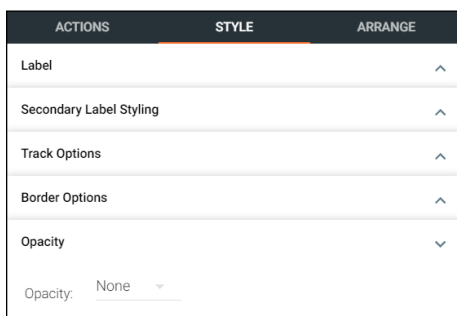 ACTIONS STYLE ARRANGE
Label
Secondary Label Styling
Track Options
Border Options
Opacity
Opacity: None